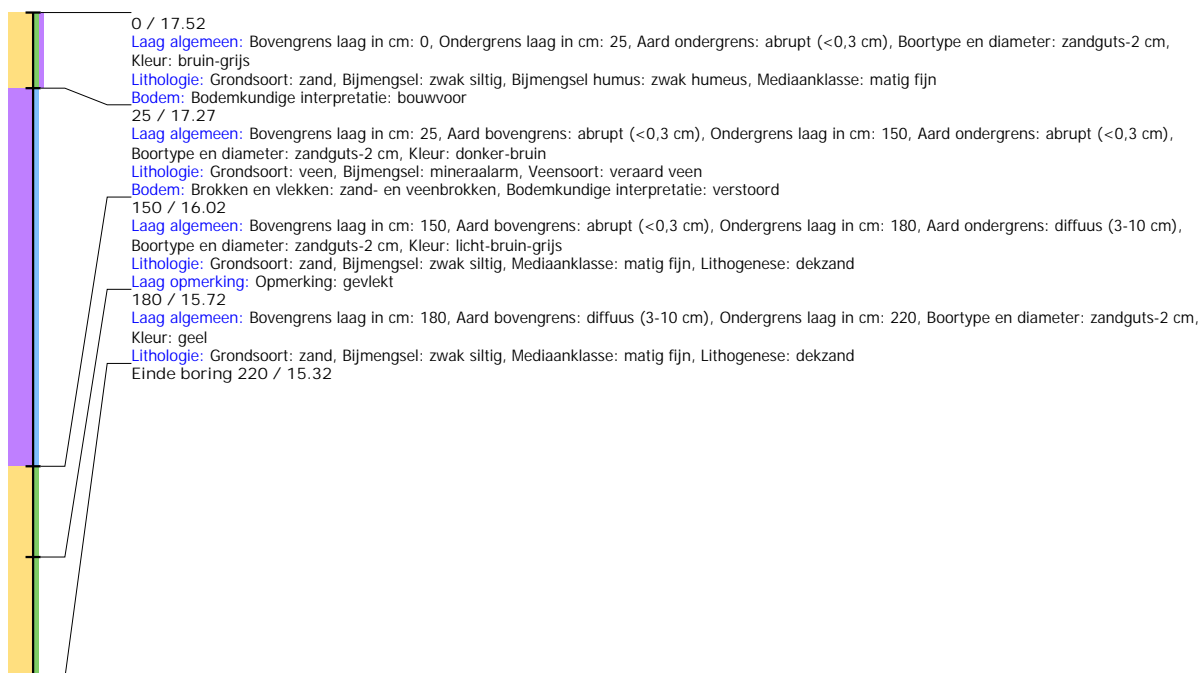 0 / 17.52
Laag algemeen: Bovengrens laag in cm: 0, Ondergrens laag in cm: 25, Aard ondergrens: abrupt (<0,3 cm), Boortype en diameter: zandguts-2 cm,
Kleur: bruin-grijs
Lithologie: Grondsoort: zand, Bijmengsel: zwak siltig, Bijmengsel humus: zwak humeus, Mediaanklasse: matig fijn
Bodem: Bodemkundige interpretatie: bouwvoor
25 / 17.27
Laag algemeen: Bovengrens laag in cm: 25, Aard bovengrens: abrupt (<0,3 cm), Ondergrens laag in cm: 150, Aard ondergrens: abrupt (<0,3 cm),
Boortype en diameter: zandguts-2 cm, Kleur: donker-bruin
Lithologie: Grondsoort: veen, Bijmengsel: mineraalarm, Veensoort: veraard veen
Bodem: Brokken en vlekken: zand- en veenbrokken, Bodemkundige interpretatie: verstoord
150 / 16.02
Laag algemeen: Bovengrens laag in cm: 150, Aard bovengrens: abrupt (<0,3 cm), Ondergrens laag in cm: 180, Aard ondergrens: diffuus (3-10 cm),
Boortype en diameter: zandguts-2 cm, Kleur: licht-bruin-grijs
Lithologie: Grondsoort: zand, Bijmengsel: zwak siltig, Mediaanklasse: matig fijn, Lithogenese: dekzand
Laag opmerking: Opmerking: gevlekt
180 / 15.72
Laag algemeen: Bovengrens laag in cm: 180, Aard bovengrens: diffuus (3-10 cm), Ondergrens laag in cm: 220, Boortype en diameter: zandguts-2 cm,
Kleur: geel
Lithologie: Grondsoort: zand, Bijmengsel: zwak siltig, Mediaanklasse: matig fijn, Lithogenese: dekzand
Einde boring 220 / 15.32